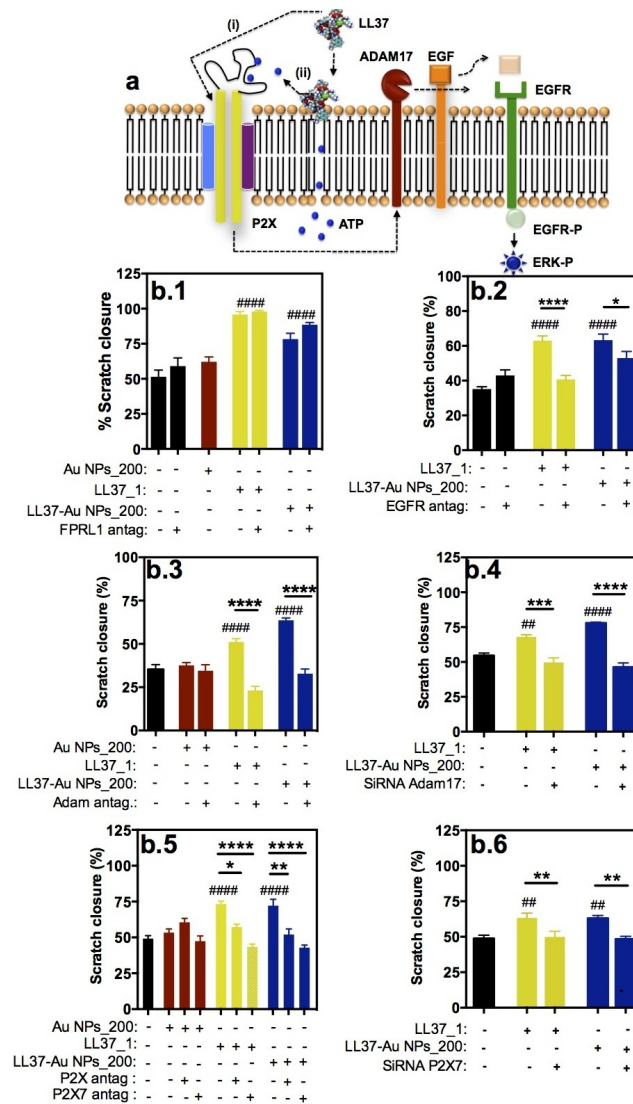 (i)
LL37
ADAM17
EGF
a
(ii)
EGFR
P2X
ATP
EGFR-P
ERK-P
b.1
% Scratch closure
100
75
50
25
0
####
####
Au NPs_200: - - + - - - -
LL37_1: - - - + + - -
LL37-Au NPs_200: - - - - - + +
FPRL1 antag: - + - - + - +
b.2
Scratch closure (%)
80
60
40
20
0
****
*
####
####
LL37_1: - - + + - -
LL37-Au NPs_200: - - - - + +
EGFR antag: - + - + - +
b.3
Scratch closure (%)
100
75
50
25
0
****
****
####
####
Au NPs_200: - + + - - - -
LL37_1: - - - + + - -
LL37-Au NPs_200: - - - - - + +
Adam antag.: - - + - + - +
b.4
Scratch closure (%)
125
100
75
50
25
0
***
****
##
####
LL37_1: - + + - -
LL37-Au NPs_200: - - - + +
SiRNA Adam17: - - + - +
b.5
Scratch closure (%)
125
100
75
50
25
0
****
****
*
**
####
####
Au NPs_200: - + + + - - - - - -
LL37_1: - - - - + + + - - -
LL37-Au NPs_200: - - - - - - - + + +
P2X antag : - - + - - + - - + -
P2X7 antag : - - - + - - + - - +
b.6
Scratch closure (%)
125
100
75
50
25
0
**
**
##
##
LL37_1: - + + - -
LL37-Au NPs_200: - - - + +
SiRNA P2X7: - - + - +